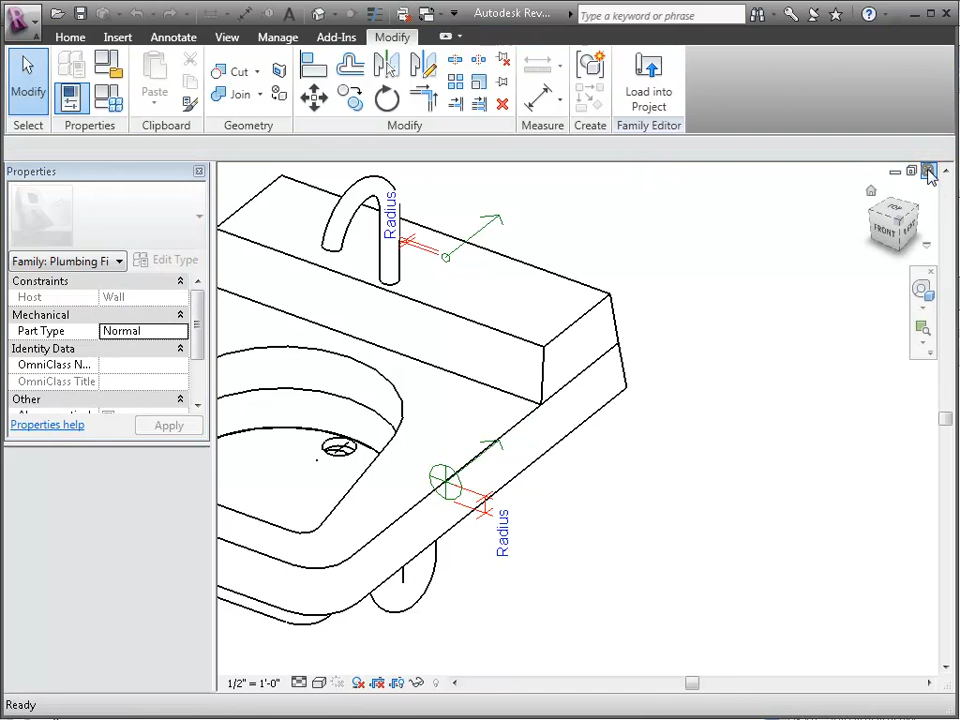 Autodesk Rev...
Type a keyword or phrase
Home Insert Annotate View Manage Add-Ins Modify
Modify Paste Cut Join Load into Project
Select Properties Clipboard Geometry Modify Measure Create Family Editor
Properties
Family: Plumbing Fi Edit Type
Constraints
Host Wall
Mechanical
Part Type Normal
Identity Data
OmniClass N...
OmniClass Title
Other
Properties help Apply
Radius
Radius
TOP
FRONT
1/2" = 1'-0"
Ready